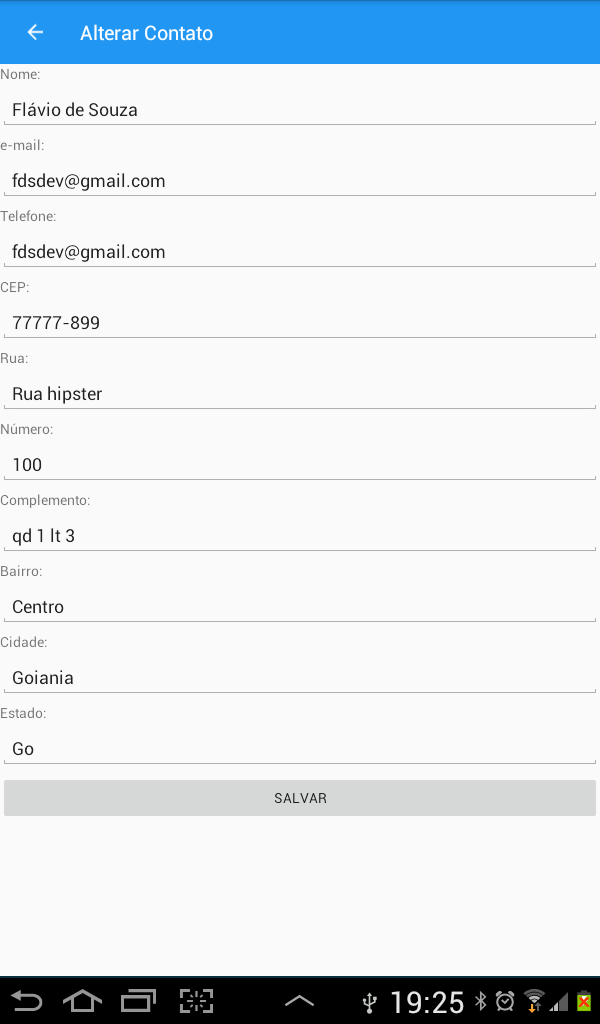 Alterar Contato
Nome:
Flávio de Souza
e-mail:
fdsdev@gmail.com
Telefone:
fdsdev@gmail.com
CEP:
77777-899
Rua:
Rua hipster
Número:
100
Complemento:
qd 1 lt 3
Bairro:
Centro
Cidade:
Goiania
Estado:
Go
SALVAR
19:25